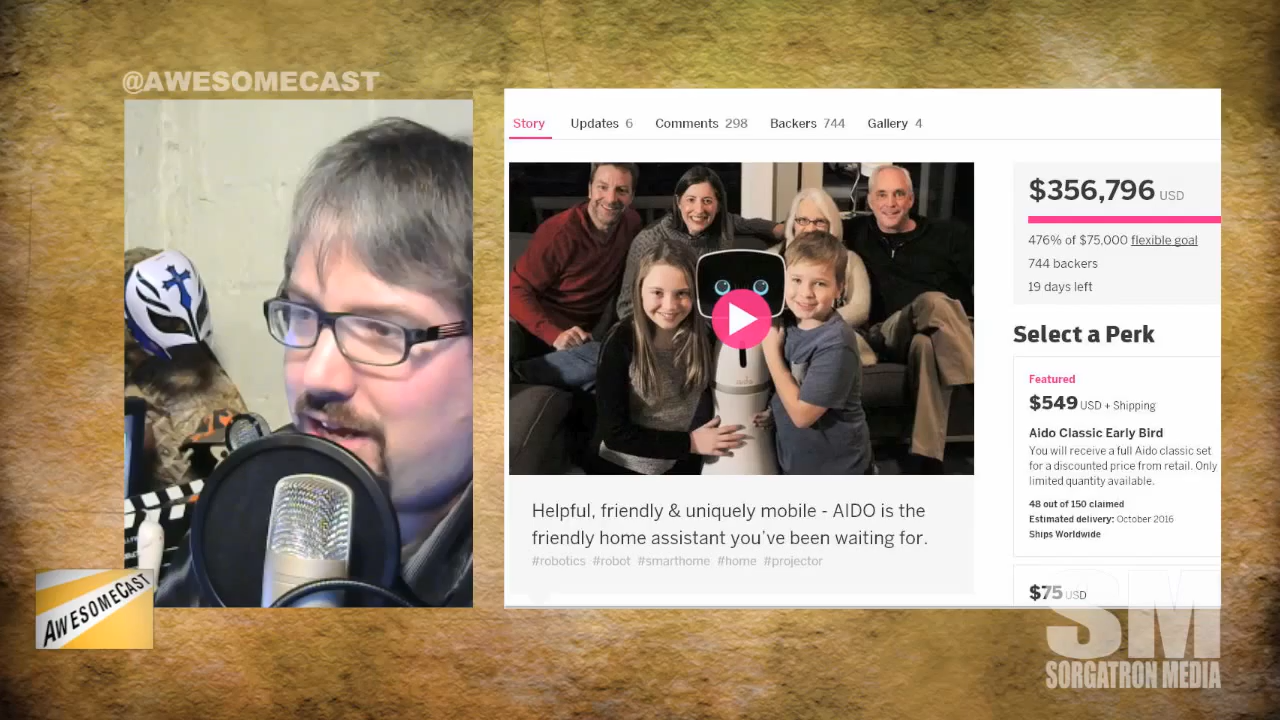 @AWESOMECAST
Story Updates 6 Comments 298 Backers 744 Gallery 4
$356,796 USD
476% of $75,000 flexible goal
744 backers
19 days left
Select a Perk
Featured
$549 USD + Shipping
Aido Classic Early Bird
You will receive a full Aido classic set
for a discounted price from retail. Only
limited quantity available.
48 out of 150 claimed
Estimated delivery: October 2016
Ships Worldwide
$75 USD
aido
Helpful, friendly & uniquely mobile - AIDO is the
friendly home assistant you've been waiting for.
#robotics #robot #smarthome #home #projector
AWESOMECAST
SM
SORGATRON MEDIA